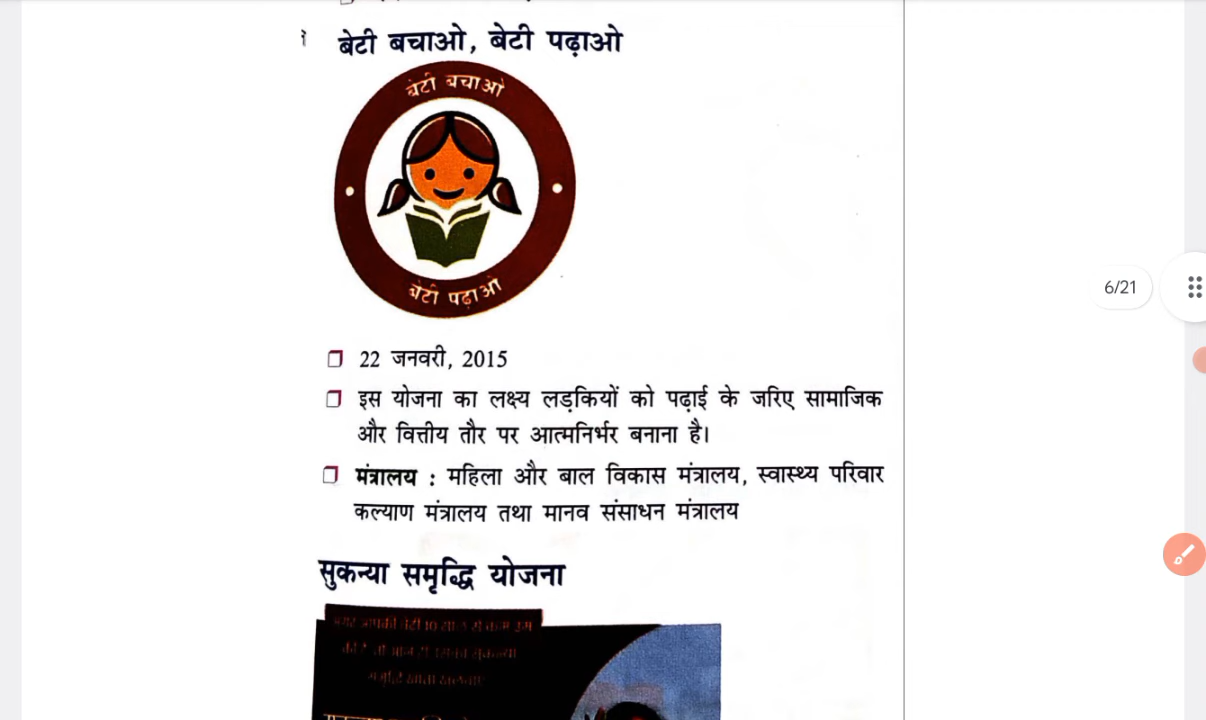 बेटी बचाओ, बेटी पढ़ाओ
बेटी बचाओ
बेटी पढ़ाओ
22 जनवरी, 2015
6/21
इस योजना का लक्ष्य लड़कियों को पढ़ाई के जरिए सामाजिक
और वित्तीय तौर पर आत्मनिर्भर बनाना है।
मंत्रालय : महिला और बाल विकास मंत्रालय, स्वास्थ्य परिवार
कल्याण मंत्रालय तथा मानव संसाधन मंत्रालय
सुकन्या समृद्धि योजना